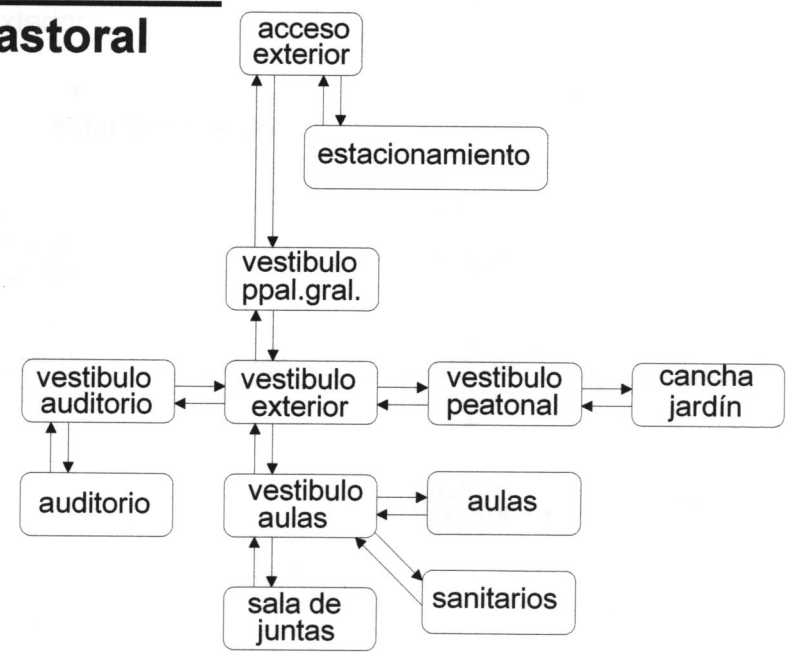 astoral
acceso
exterior
estacionamiento
vestibulo
ppal.gral.
vestibulo
auditorio
vestibulo
exterior
vestibulo
peatonal
cancha
jardín
auditorio
vestibulo
aulas
aulas
sala de
juntas
sanitarios